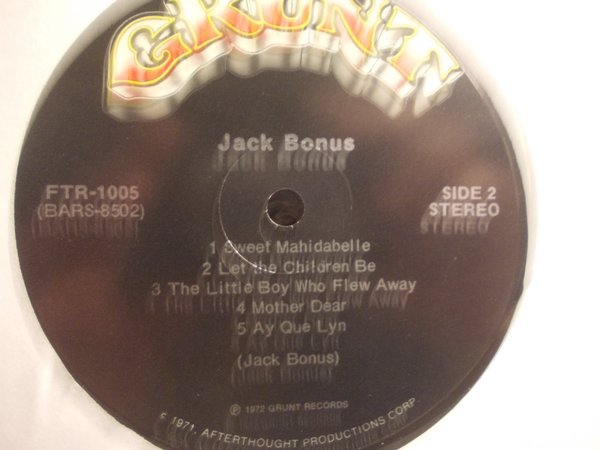 GRUNT
Jack Bonus
FTR-1005
(BARS-8502)
SIDE 2
STEREO
1 Sweet Mahidabelle
2 Let the Children Be
3 The Little Boy Who Flew Away
4 Mother Dear
5 Ay Que Lyn
(Jack Bonus)
℗ 1972 GRUNT RECORDS
© 1971, AFTERTHOUGHT PRODUCTIONS CORP.